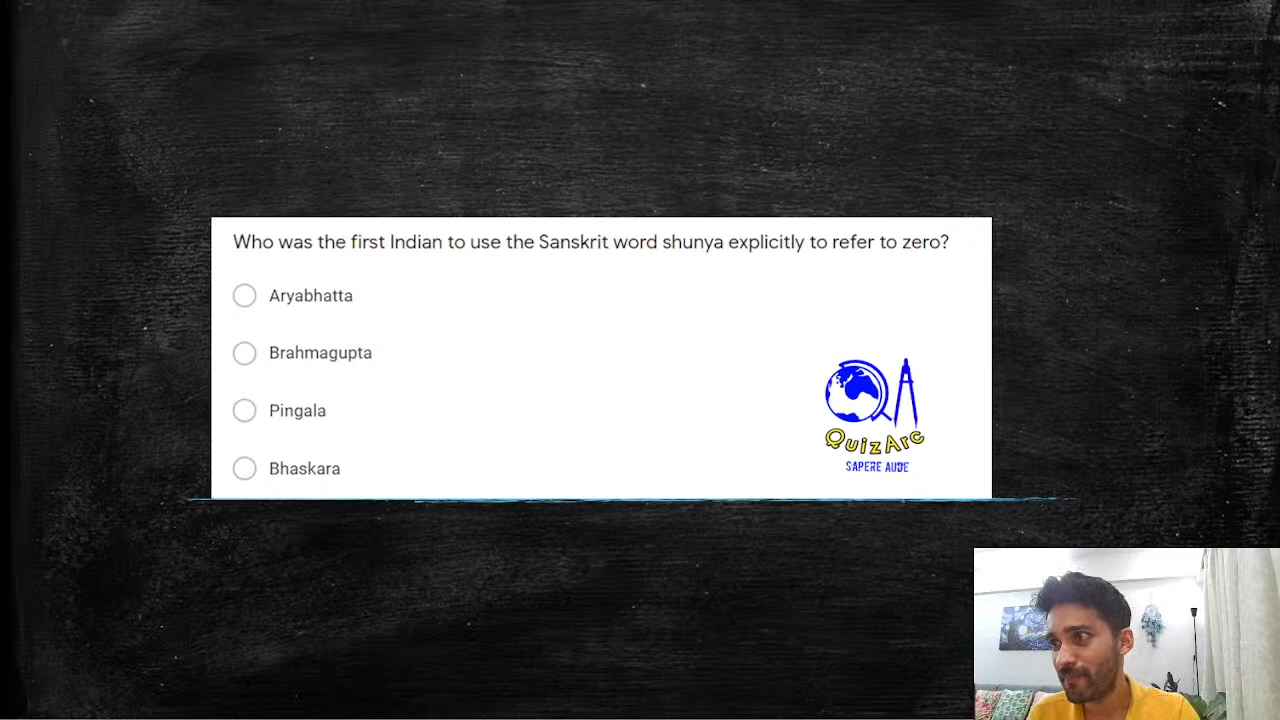 Who was the first Indian to use the Sanskrit word shunya explicitly to refer to zero?
Aryabhatta
Brahmagupta
Pingala
Bhaskara
QA
QuizArc
SAPERE AUDE